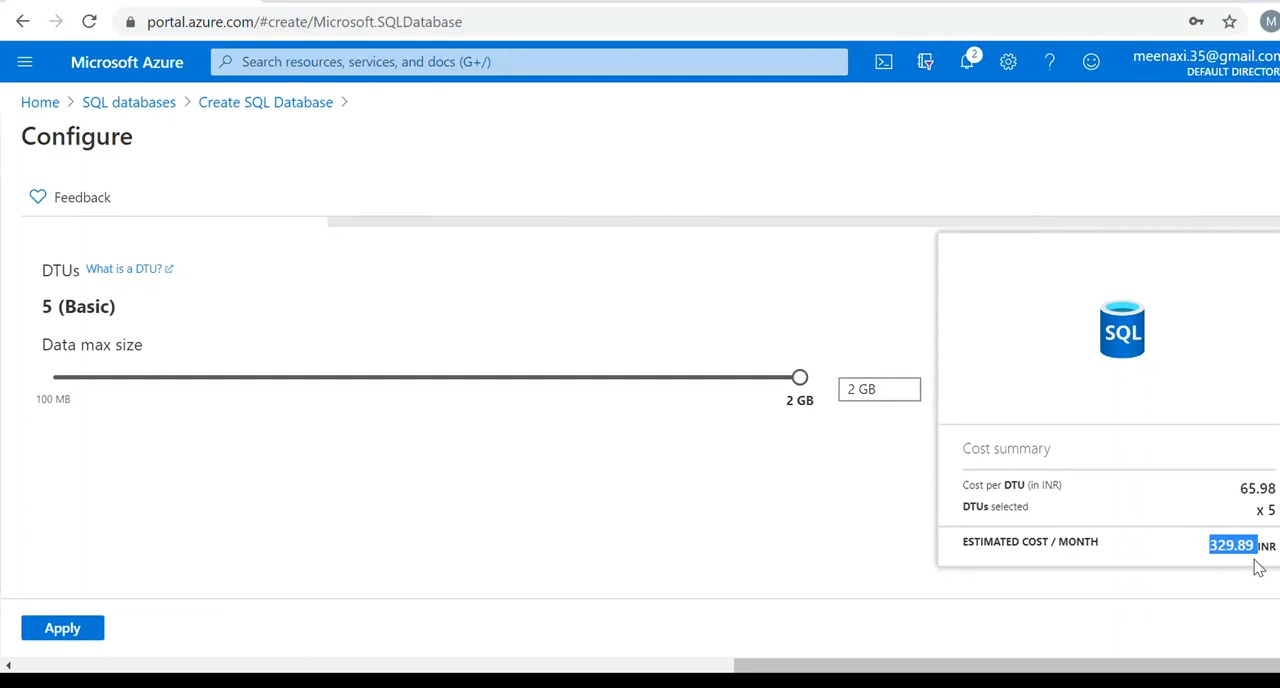 portal.azure.com/#create/Microsoft.SQLDatabase
M
Microsoft Azure
Search resources, services, and docs (G+/)
2
meenaxi.35@gmail.com
DEFAULT DIRECTOR
Home > SQL databases > Create SQL Database >
Configure
Feedback
DTUs What is a DTU?
5 (Basic)
Data max size
100 MB
2 GB
2 GB
SQL
Cost summary
Cost per DTU (in INR) 65.98
DTUs selected x 5
ESTIMATED COST / MONTH 329.89 INR
Apply